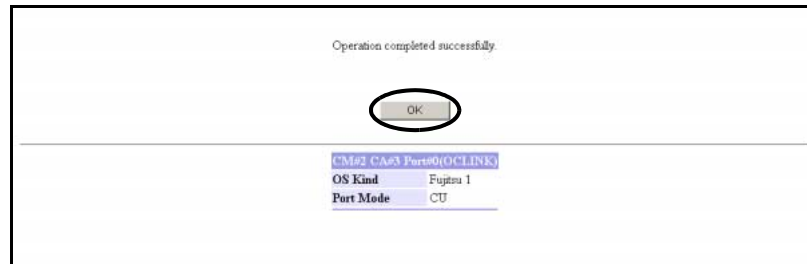 Operation completed successfully.
OK
CM#2 CA#3 Port#0(OCLINK)
OS Kind Fujitsu 1
Port Mode CU